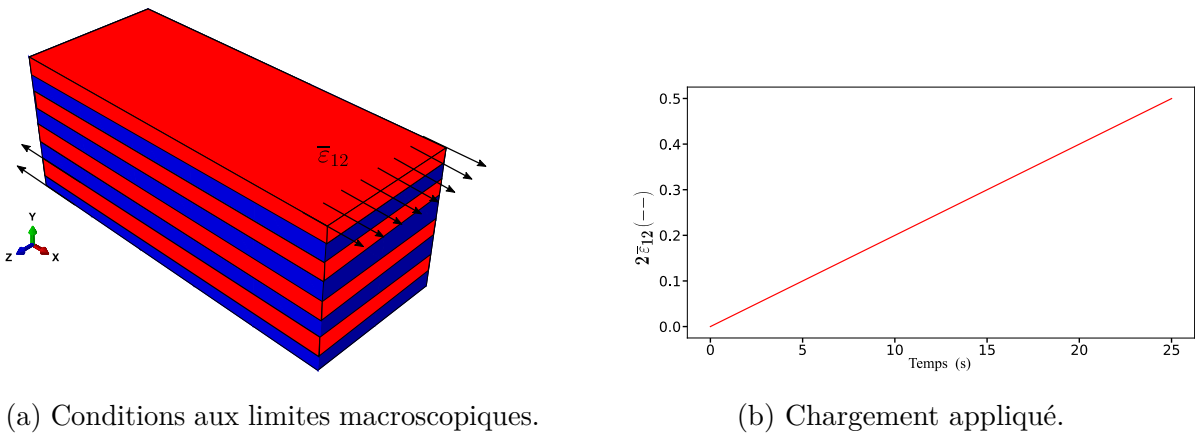 ε̅₁₂
Y
Z
X
2ε̅₁₂(−−)
0.5
0.4
0.3
0.2
0.1
0.0
0
5
10
15
20
25
Temps (s)
(a) Conditions aux limites macroscopiques.
(b) Chargement appliqué.